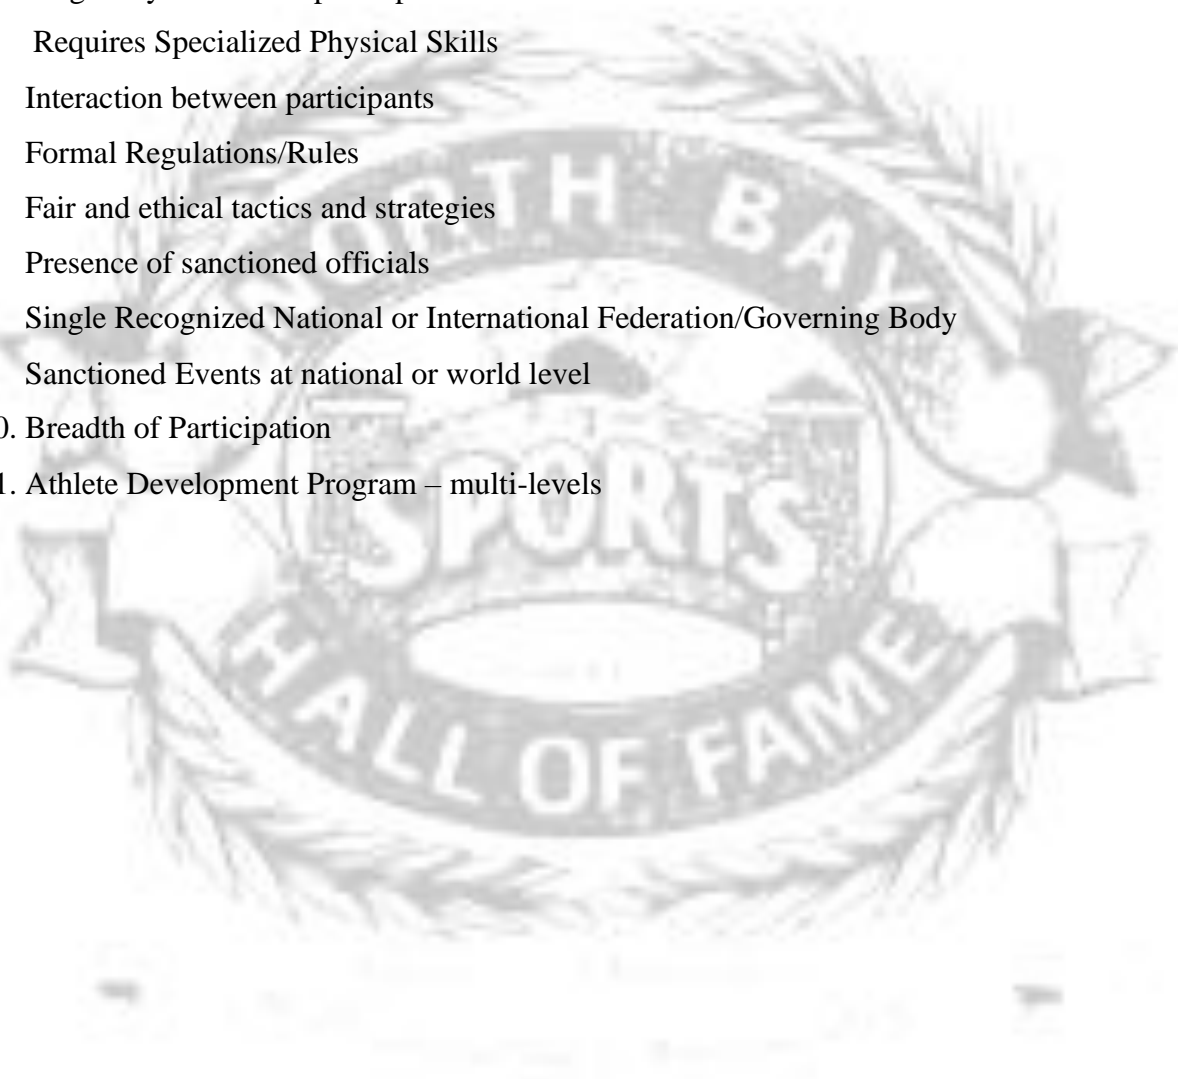 Requires Specialized Physical Skills
Interaction between participants
Formal Regulations/Rules
Fair and ethical tactics and strategies
Presence of sanctioned officials
Single Recognized National or International Federation/Governing Body
Sanctioned Events at national or world level
0. Breadth of Participation
1. Athlete Development Program – multi-levels
NORTH BAY
SPORTS
HALL OF FAME